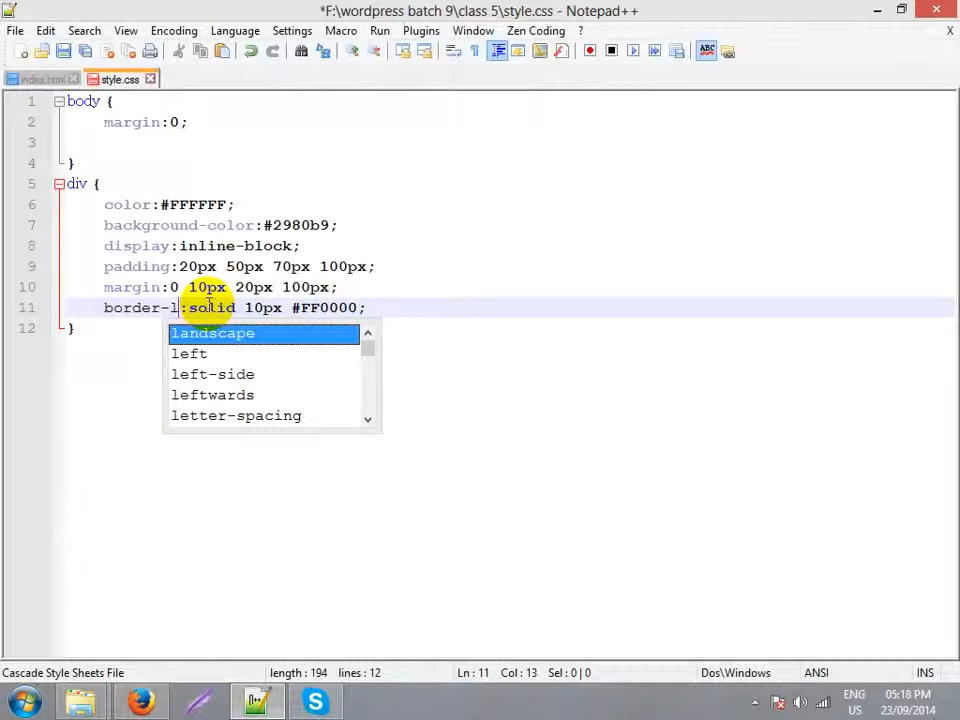 *F:\wordpress batch 9\class 5\style.css - Notepad++
File Edit Search View Encoding Language Settings Macro Run Plugins Window Zen Coding ? X
index.html style.css
1 body {
2 margin:0;
3
4 }
5 div {
6 color:#FFFFFF;
7 background-color:#2980b9;
8 display:inline-block;
9 padding:20px 50px 70px 100px;
10 margin:0 10px 20px 100px;
11 border-l:solid 10px #FF0000;
12 }
landscape
left
left-side
leftwards
letter-spacing
Cascade Style Sheets File length : 194 lines : 12 Ln : 11 Col : 13 Sel : 0 | 0 Dos\Windows ANSI INS
ENG 05:18 PM
US 23/09/2014